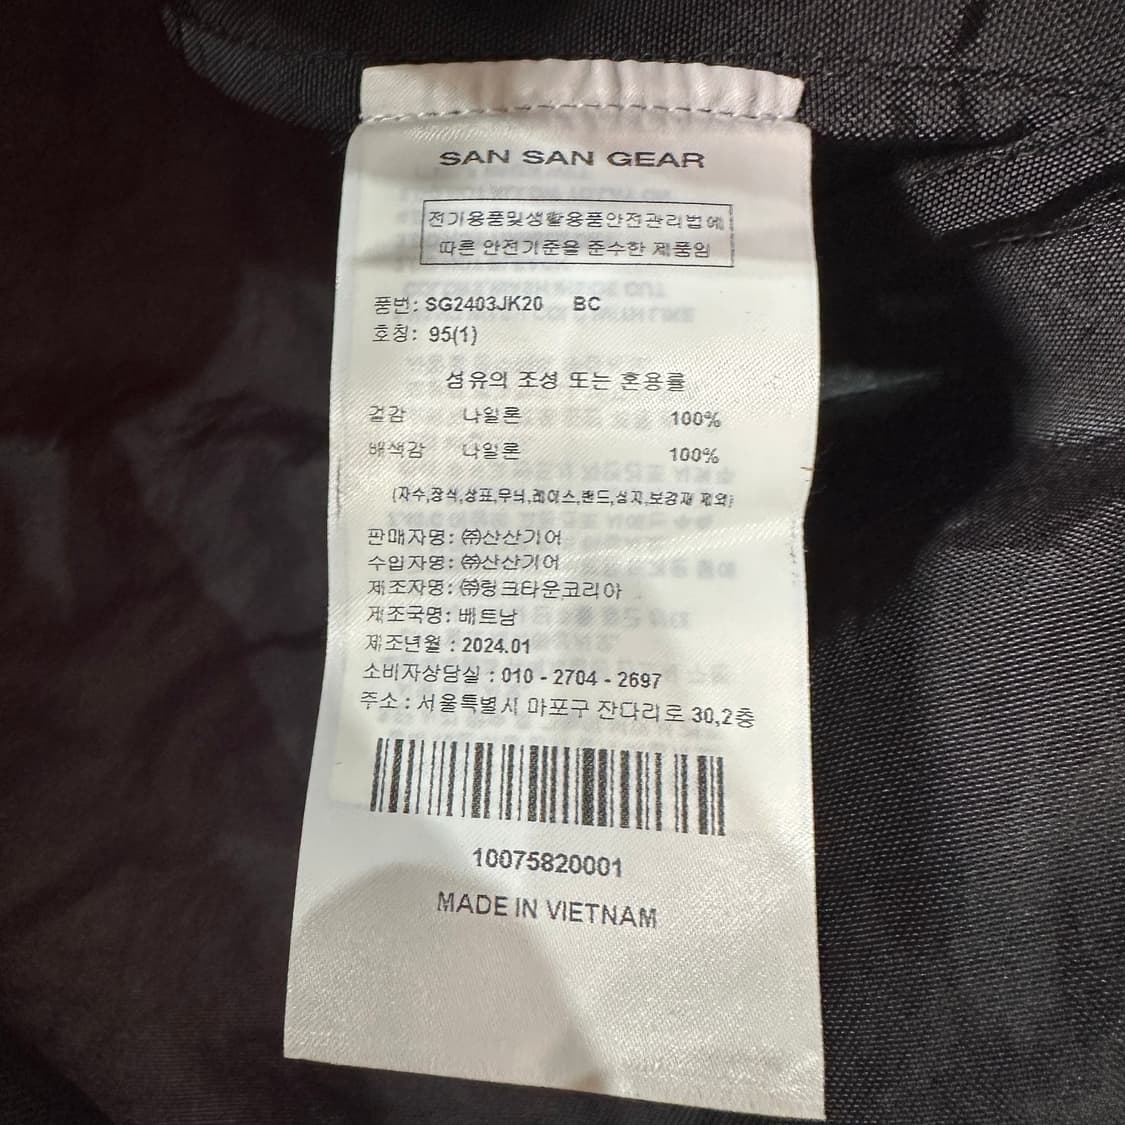 SAN SAN GEAR
전기용품및생활용품안전관리법에
따른 안전기준을 준수한 제품임
품번: SG2403JK20 BC
호칭: 95(1)
섬유의 조성 또는 혼용률
겉감 나일론 100%
배색감 나일론 100%
(자수,장식,상표,무늬,레이스,밴드,심지,보강재 제외)
판매자명: ㈜산산기어
수입자명: ㈜산산기어
제조자명: ㈜링크타운코리아
제조국명: 베트남
제조년월 : 2024.01
소비자상담실 : 010 - 2704 - 2697
주소 : 서울특별시 마포구 잔다리로 30,2층
10075820001
MADE IN VIETNAM